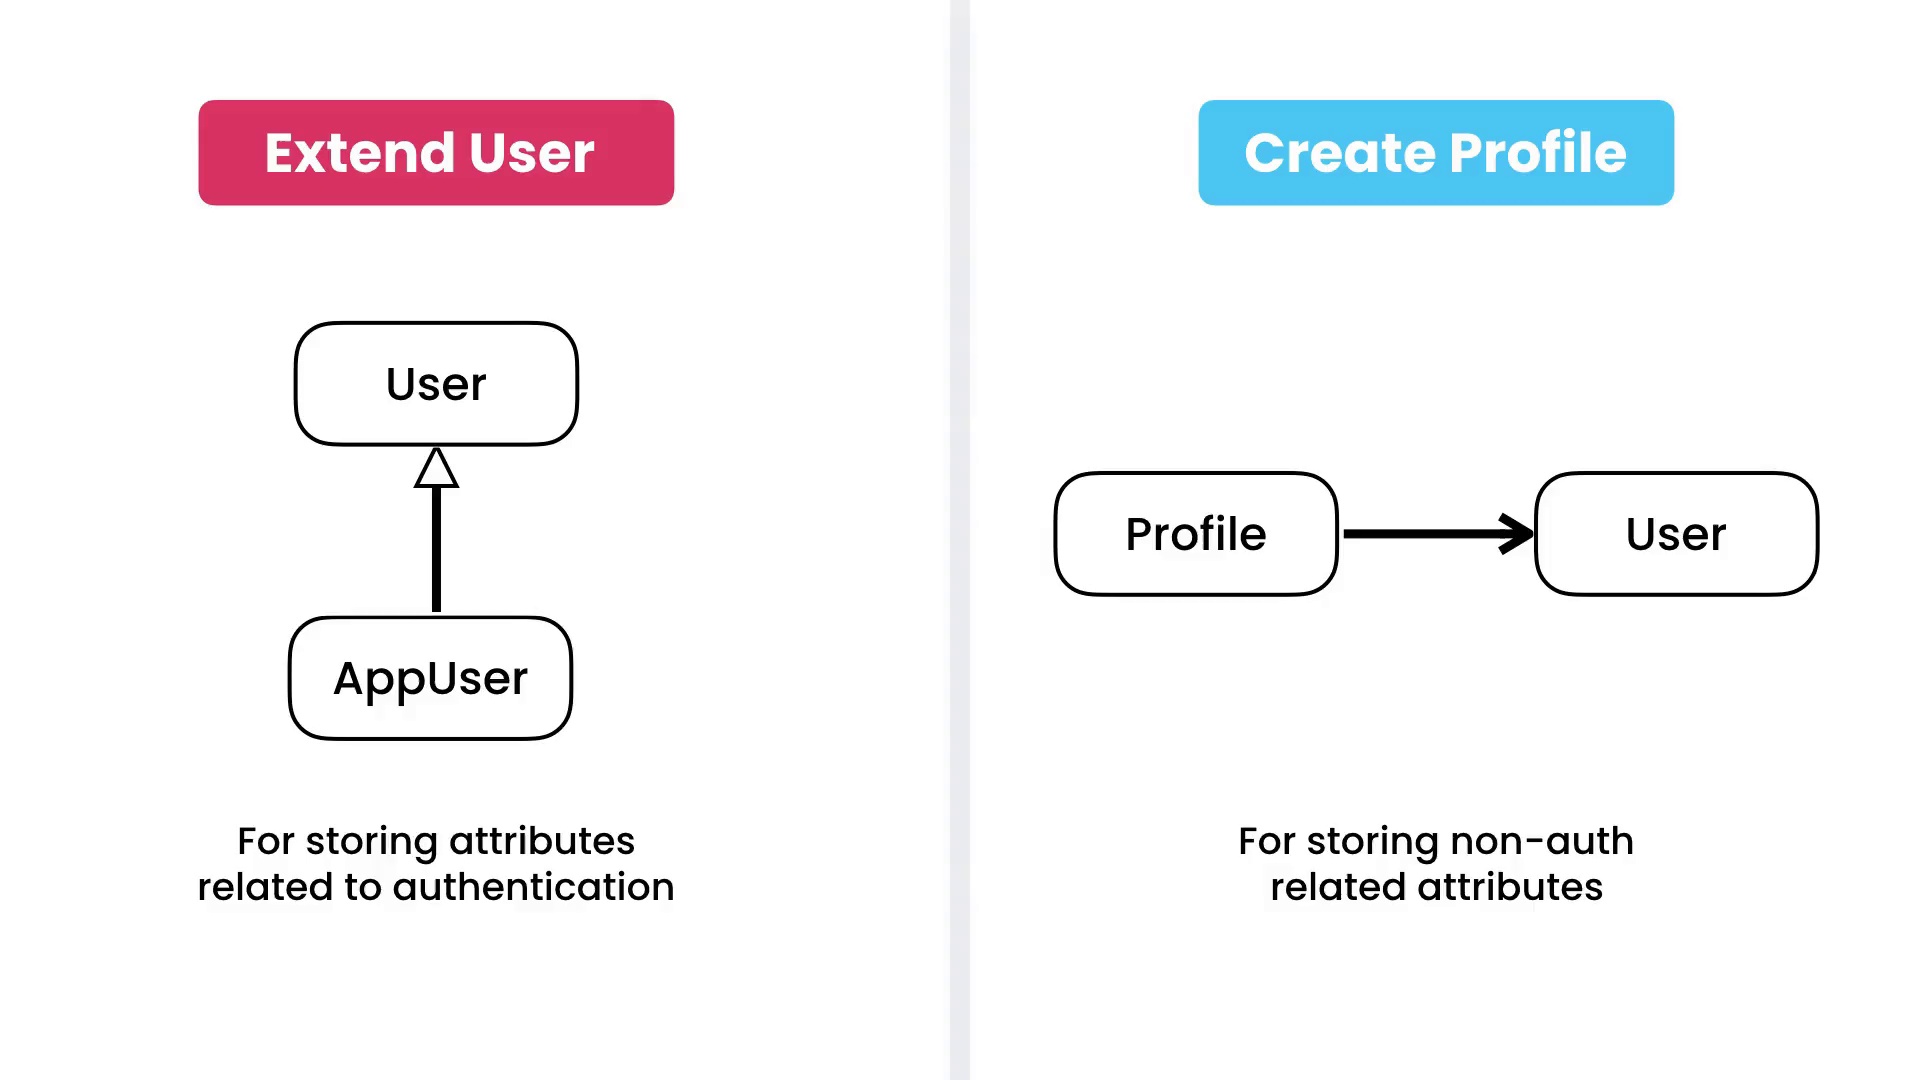 Extend User
User
AppUser
For storing attributes
related to authentication
Create Profile
Profile
User
For storing non-auth
related attributes